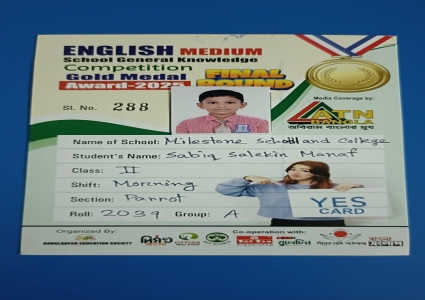 ENGLISH MEDIUM
School General Knowledge
Competition
Gold Medal
Award-2025
FINAL ROUND
Sl. No. 288
Media Coverage by:
ATN
BANGLA
অবিরাম বাংলার মুখ
Name of School: Milestone School and College
Student's Name: Sabiq Salekin Manaf
Class: II
Shift: Morning
Section: Parrot
Roll: 2039 Group: A
YES
CARD
Organized By:
Co-operation with:
BANGLADESH EDUCATION SOCIETY